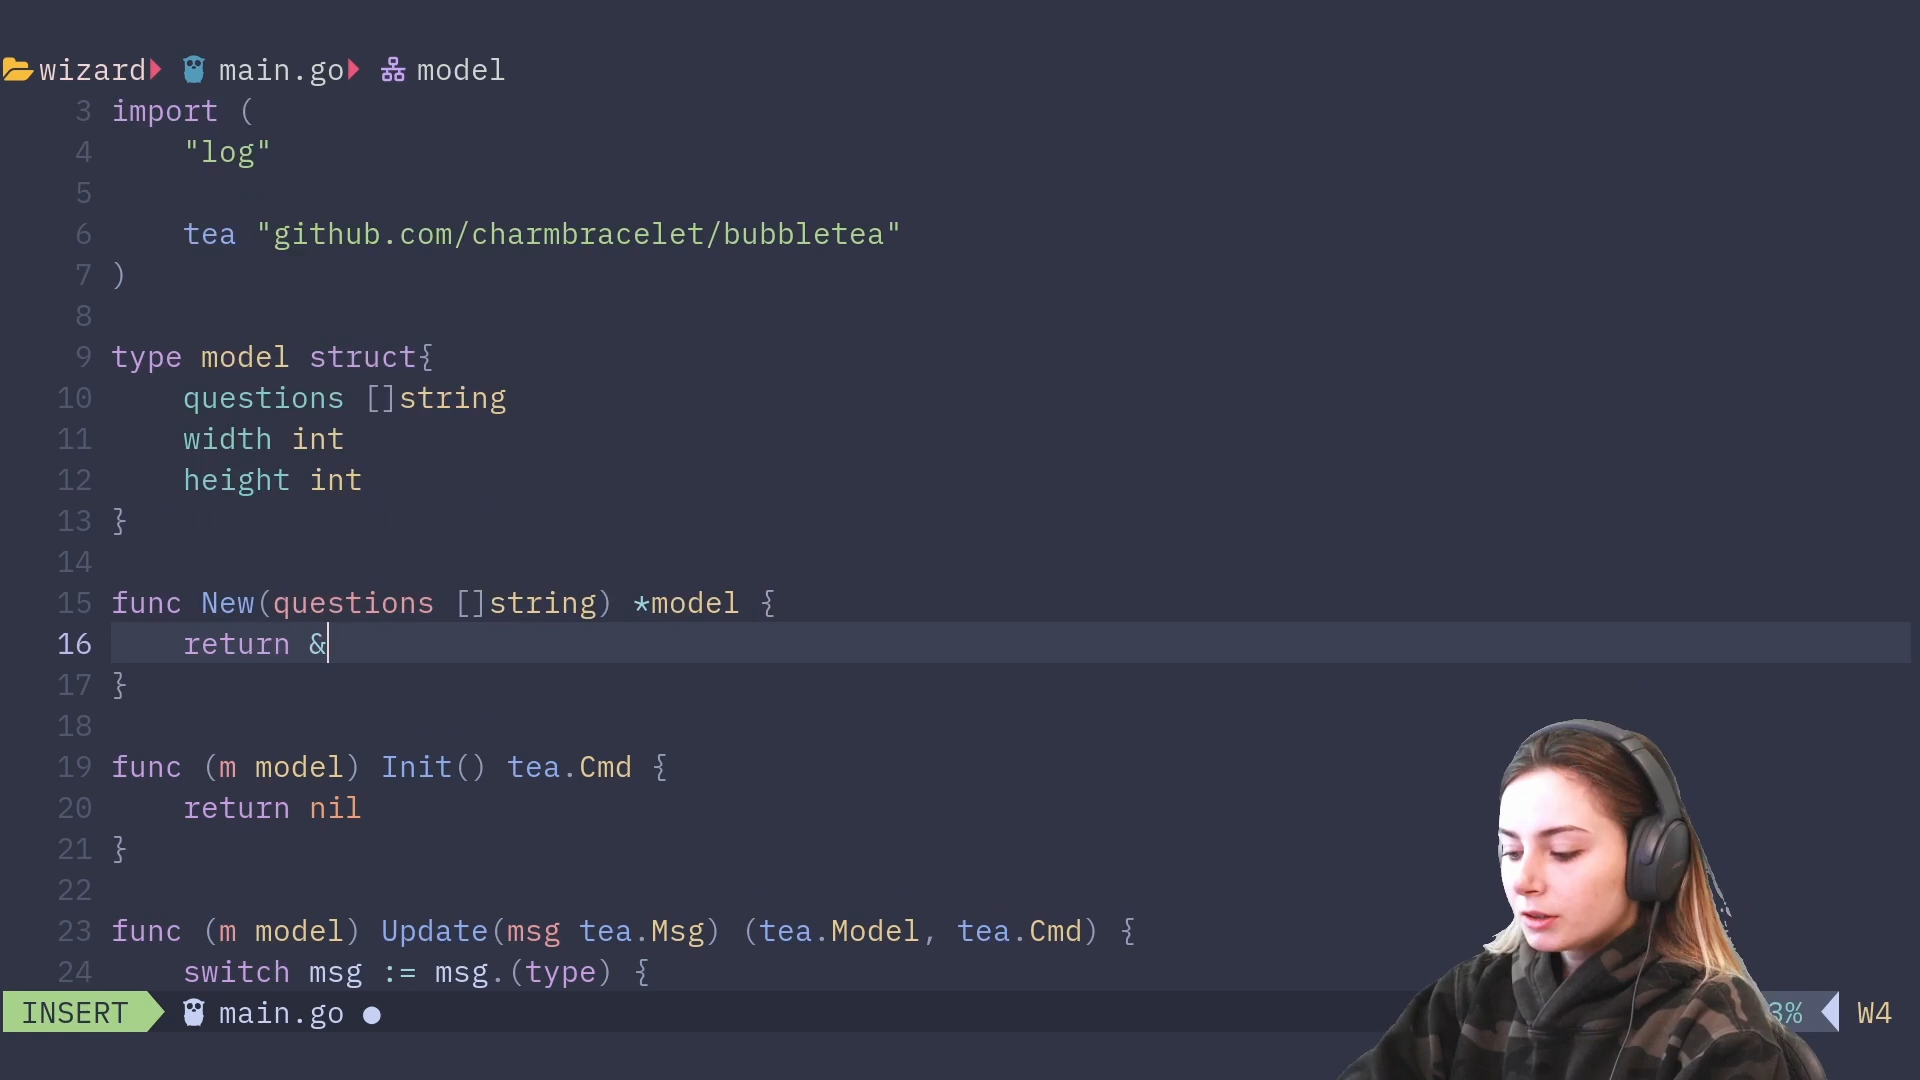 wizard main.go model
3 import (
4 "log"
5
6 tea "github.com/charmbracelet/bubbletea"
7 )
8
9 type model struct{
10 questions []string
11 width int
12 height int
13 }
14
15 func New(questions []string) *model {
16 return &
17 }
18
19 func (m model) Init() tea.Cmd {
20 return nil
21 }
22
23 func (m model) Update(msg tea.Msg) (tea.Model, tea.Cmd) {
24 switch msg := msg.(type) {
INSERT main.go ● 3% W4